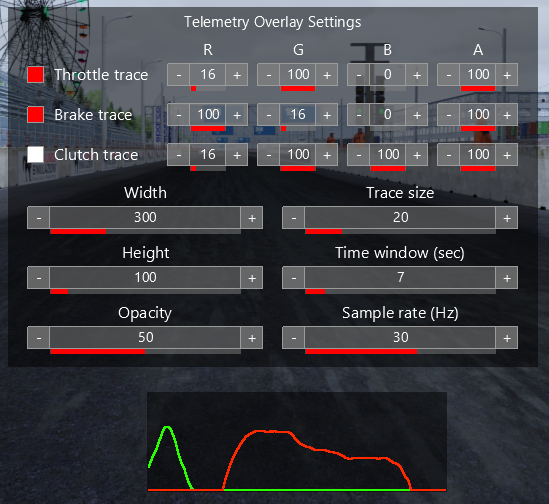 Telemetry Overlay Settings
R G B A
Throttle trace - 16 + - 100 + - 0 + - 100 +
Brake trace - 100 + - 16 + - 0 + - 100 +
Clutch trace - 16 + - 100 + - 100 + - 100 +
Width Trace size
- 300 + - 20 +
Height Time window (sec)
- 100 + - 7 +
Opacity Sample rate (Hz)
- 50 + - 30 +